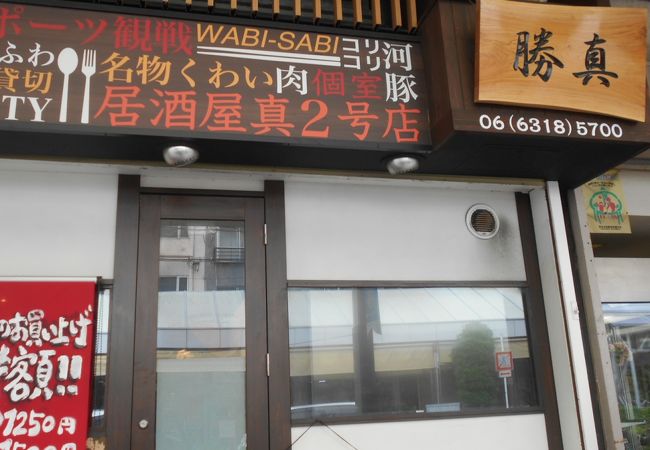 ポーツ観戦
WABI-SABI
コリコリ
河豚
ふわ
貸切
TY
名物くわい肉
個室
居酒屋真2号店
勝真
06(6318)5700
お買い上げ
半額!!
1250円